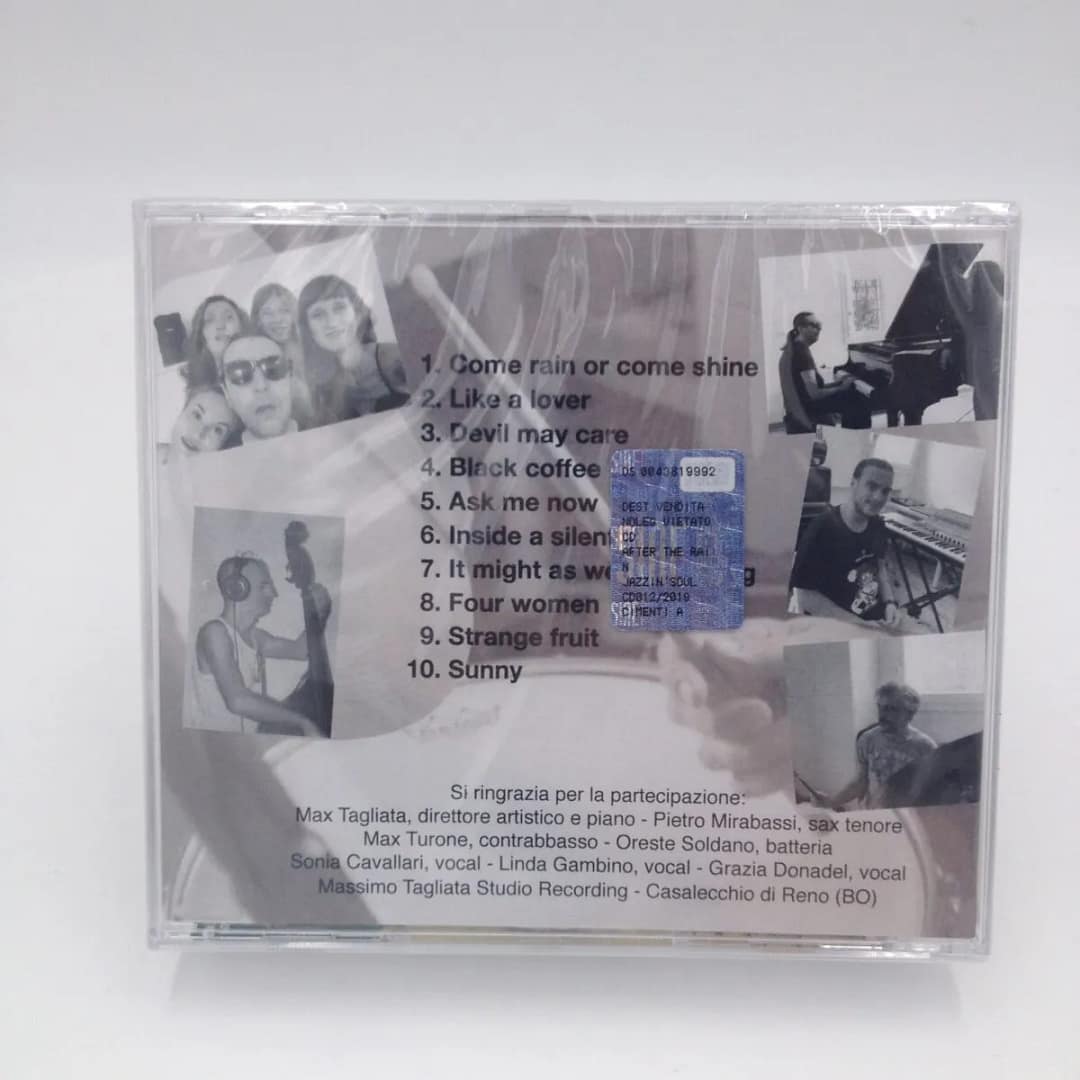 1. Come rain or come shine
2. Like a lover
3. Devil may care
4. Black coffee
5. Ask me now
6. Inside a silent
7. It might as we g
8. Four women
9. Strange fruit
10. Sunny
DS 0043819992
DEST VENDITA
NOLEG VIETATO
CD
AFTER THE RAI
N
JAZZIN'SOUL
CD012/2019
CIMENTI A
Si ringrazia per la partecipazione:
Max Tagliata, direttore artistico e piano - Pietro Mirabassi, sax tenore
Max Turone, contrabbasso - Oreste Soldano, batteria
Sonia Cavallari, vocal - Linda Gambino, vocal - Grazia Donadel, vocal
Massimo Tagliata Studio Recording - Casalecchio di Reno (BO)